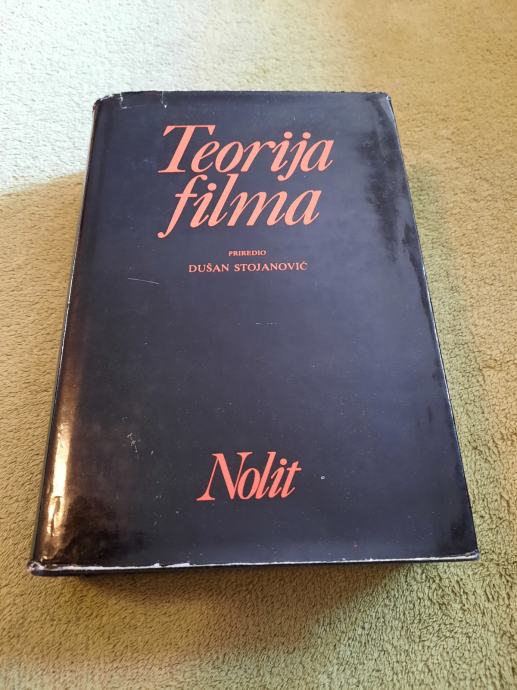 Teorija
filma
PRIREDIO
DUŠAN STOJANOVIĆ
Nolit